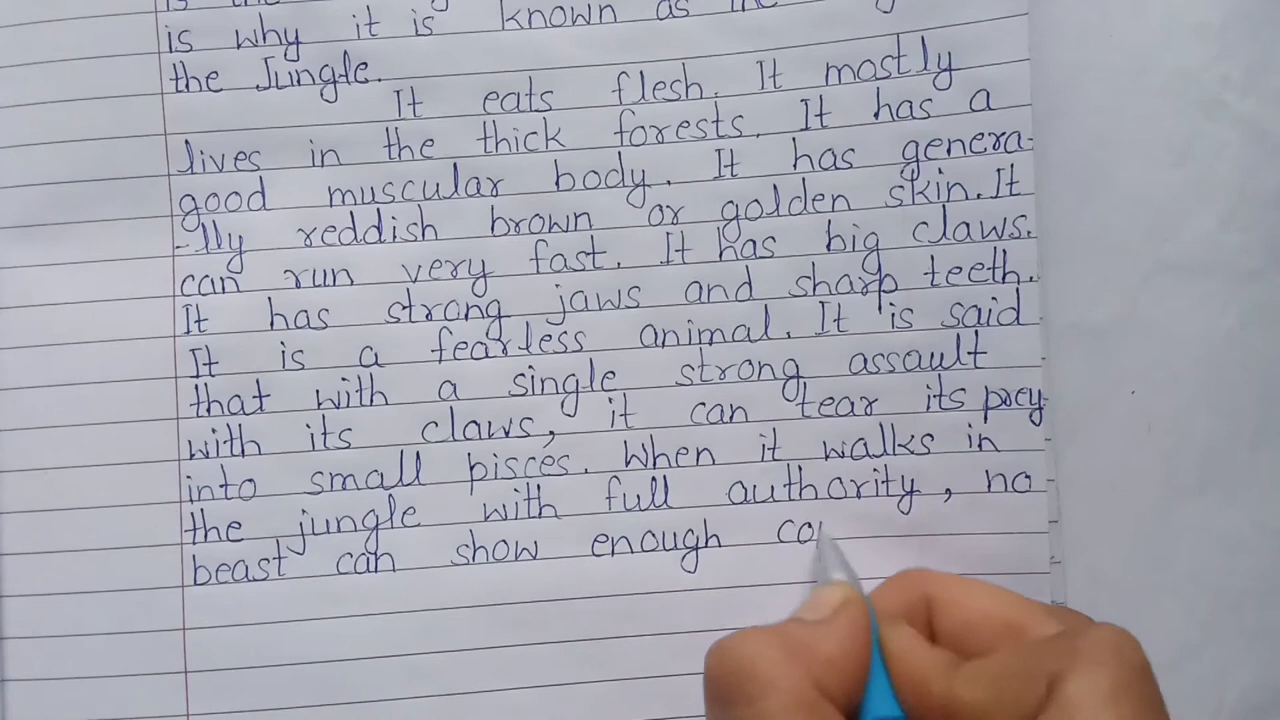 is why it is known as the
the Jungle.
It eats flesh. It mostly
lives in the thick forests. It has a
good muscular body. It has genera-
-lly reddish brown or golden skin. It
can run very fast. It has big claws.
It has strong jaws and sharp teeth.
It is a fearless animal. It is said
that with a single strong assault
with its claws, it can tear its prey
into small pisces. When it walks in
the jungle with full authority, no
beast can show enough co